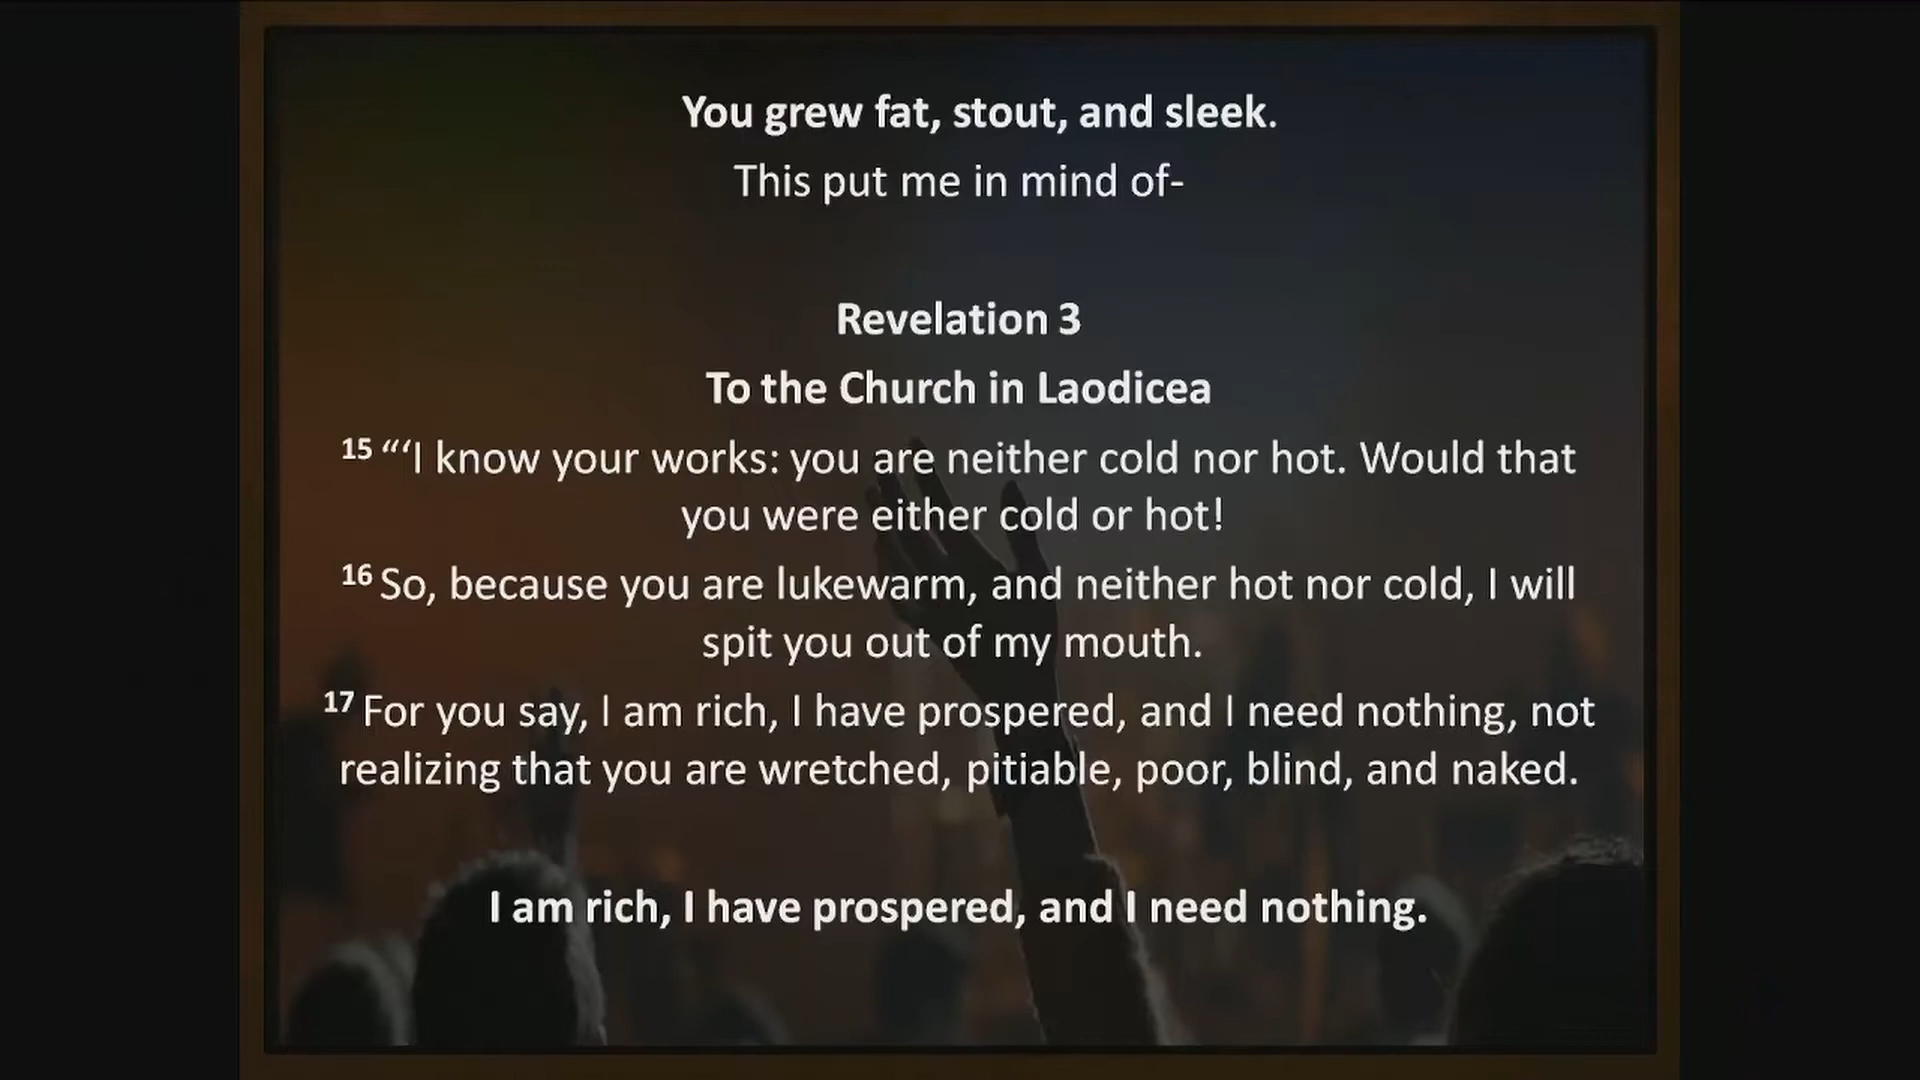 You grew fat, stout, and sleek.
This put me in mind of-
Revelation 3
To the Church in Laodicea
15 “‘I know your works: you are neither cold nor hot. Would that
you were either cold or hot!
16 So, because you are lukewarm, and neither hot nor cold, I will
spit you out of my mouth.
17 For you say, I am rich, I have prospered, and I need nothing, not
realizing that you are wretched, pitiable, poor, blind, and naked.
I am rich, I have prospered, and I need nothing.